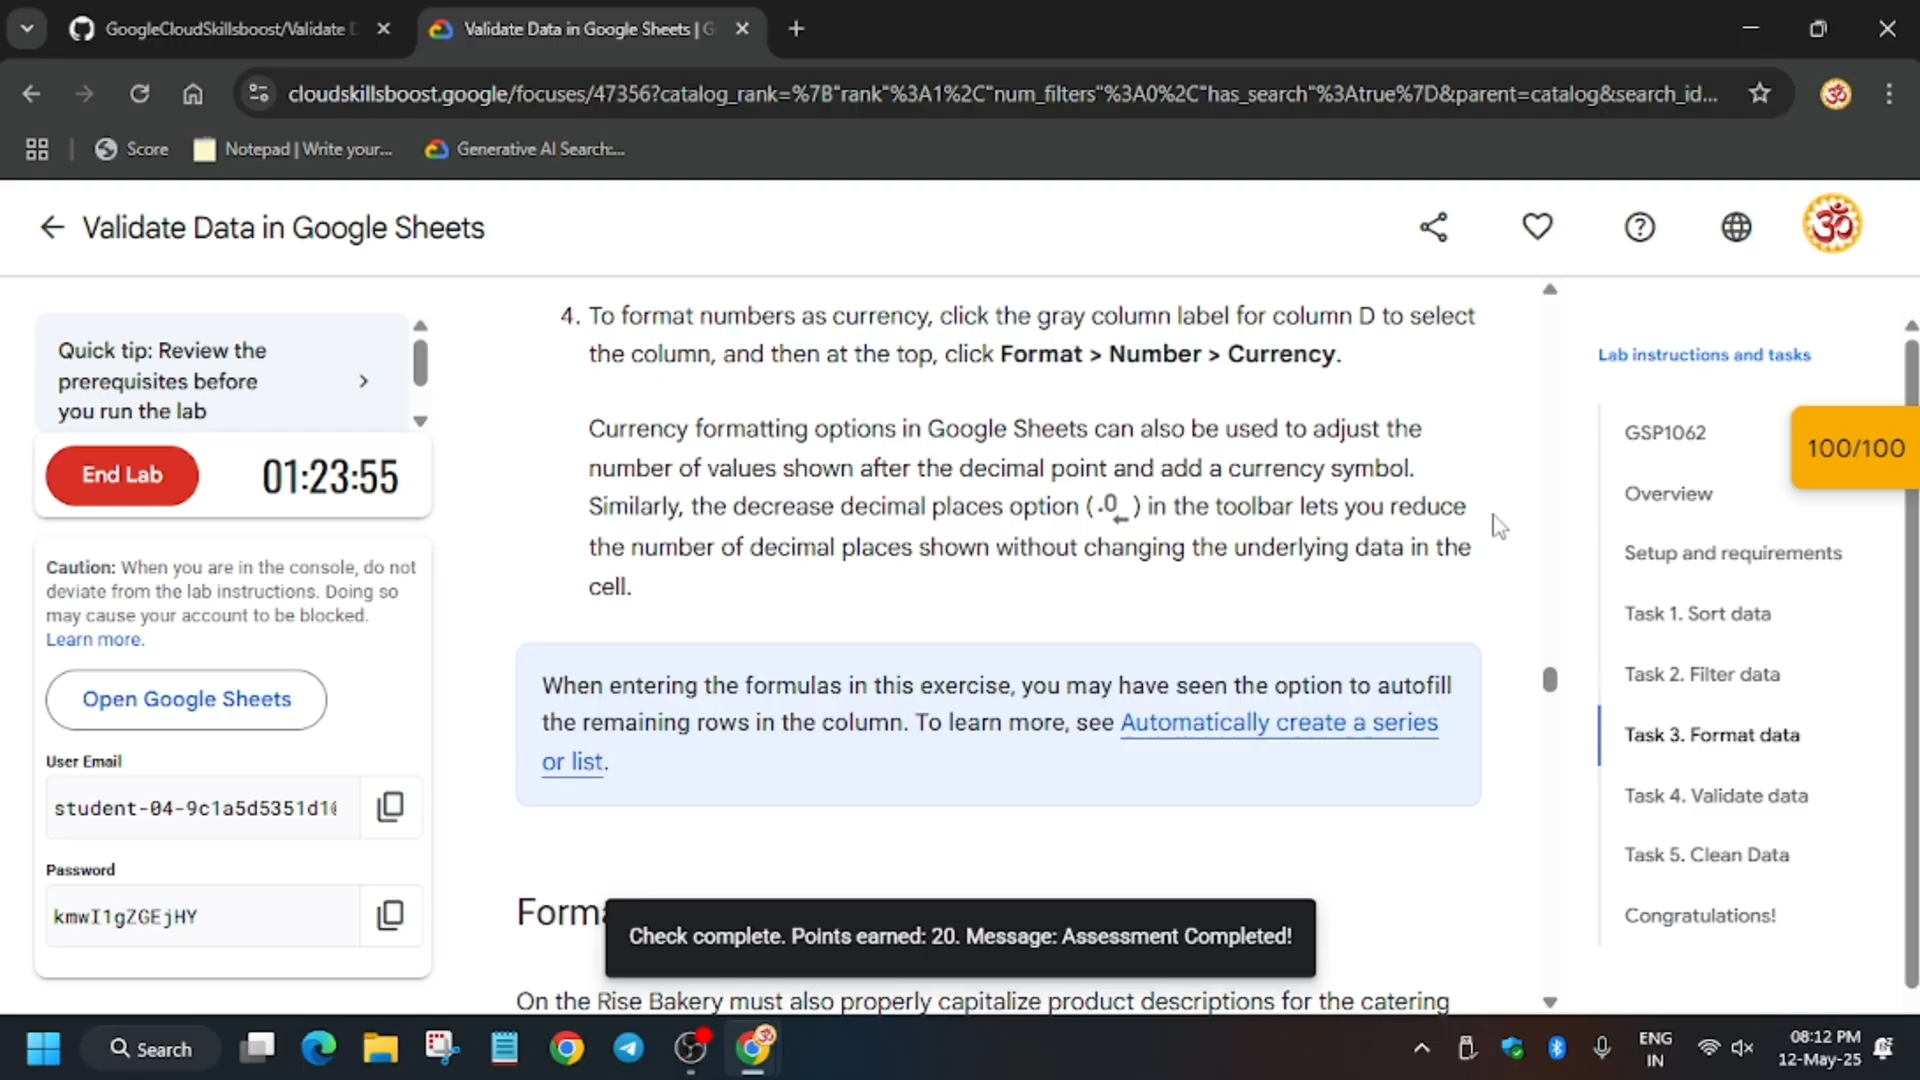 GoogleCloudSkillsboost/Validate D
Validate Data in Google Sheets | G
cloudskillsboost.google/focuses/47356?catalog_rank=%7B"rank"%3A1%2C"num_filters"%3A0%2C"has_search"%3Atrue%7D&parent=catalog&search_id...
Score
Notepad | Write your...
Generative AI Search:...
Validate Data in Google Sheets
Quick tip: Review the
prerequisites before
you run the lab
End Lab
01:23:55
Caution: When you are in the console, do not
deviate from the lab instructions. Doing so
may cause your account to be blocked.
Learn more.
Open Google Sheets
User Email
student-04-9c1a5d5351d1@
Password
kmwI1gZGEjHY
4. To format numbers as currency, click the gray column label for column D to select
the column, and then at the top, click Format > Number > Currency.
Currency formatting options in Google Sheets can also be used to adjust the
number of values shown after the decimal point and add a currency symbol.
Similarly, the decrease decimal places option (.0←) in the toolbar lets you reduce
the number of decimal places shown without changing the underlying data in the
cell.
When entering the formulas in this exercise, you may have seen the option to autofill
the remaining rows in the column. To learn more, see Automatically create a series
or list.
Forma
Check complete. Points earned: 20. Message: Assessment Completed!
On the Rise Bakery must also properly capitalize product descriptions for the catering
Lab instructions and tasks
GSP1062
100/100
Overview
Setup and requirements
Task 1. Sort data
Task 2. Filter data
Task 3. Format data
Task 4. Validate data
Task 5. Clean Data
Congratulations!
Search
ENG
IN
08:12 PM
12-May-25